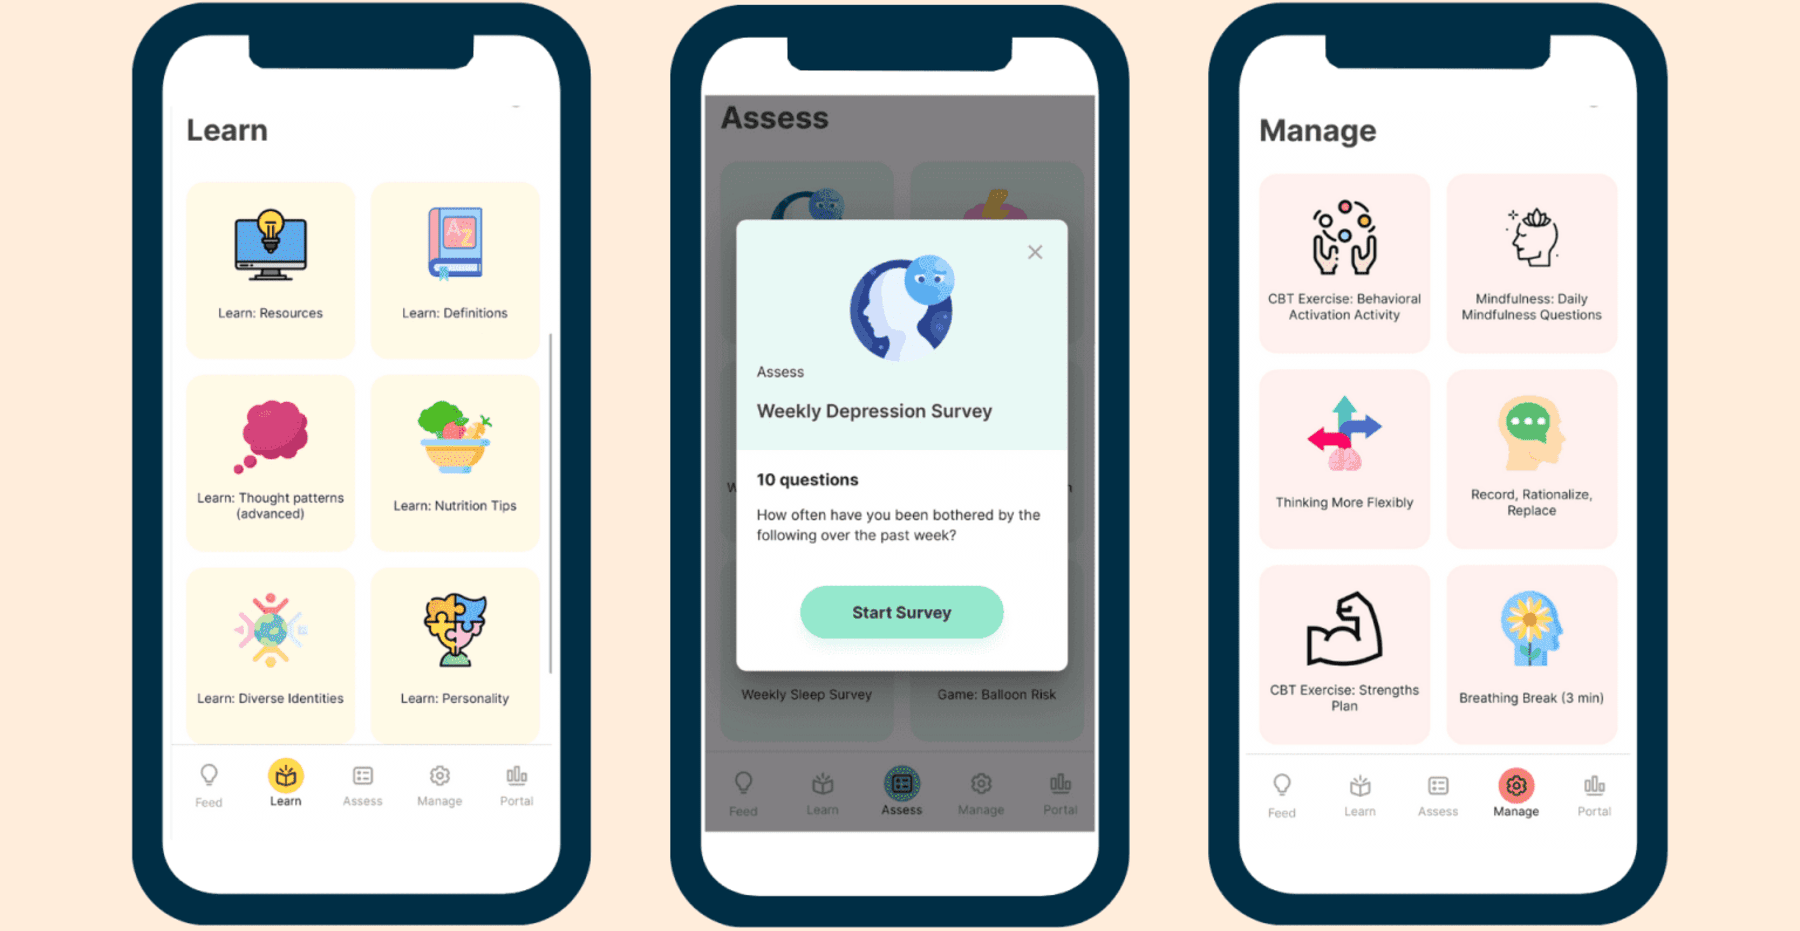 Learn
Learn: Resources
Learn: Definitions
Learn: Thought patterns
(advanced)
Learn: Nutrition Tips
Learn: Diverse Identities
Learn: Personality
Feed
Learn
Assess
Manage
Portal
Assess
Assess
Weekly Depression Survey
10 questions
How often have you been bothered by the
following over the past week?
Start Survey
Weekly Sleep Survey
Game: Balloon Risk
Feed
Learn
Assess
Manage
Portal
Manage
CBT Exercise: Behavioral
Activation Activity
Mindfulness: Daily
Mindfulness Questions
Thinking More Flexibly
Record, Rationalize,
Replace
CBT Exercise: Strengths
Plan
Breathing Break (3 min)
Feed
Learn
Assess
Manage
Portal